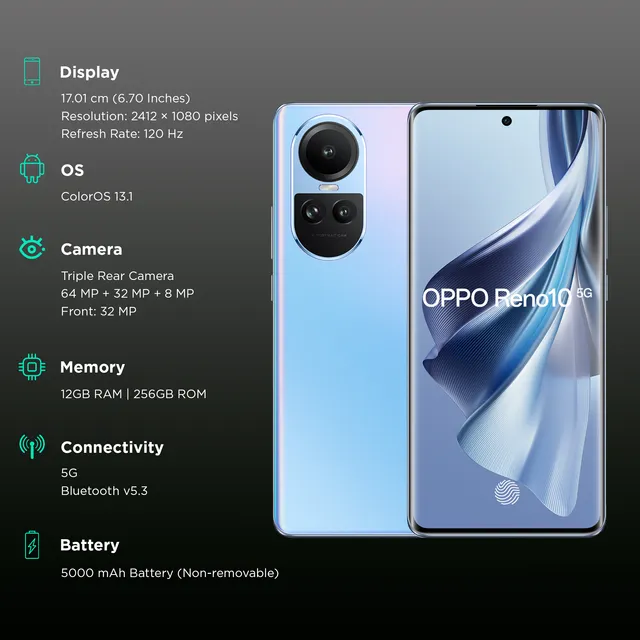 Display
17.01 cm (6.70 Inches)
Resolution: 2412 × 1080 pixels
Refresh Rate: 120 Hz
OS
ColorOS 13.1
Camera
Triple Rear Camera
64 MP + 32 MP + 8 MP
Front: 32 MP
Memory
12GB RAM | 256GB ROM
Connectivity
5G
Bluetooth v5.3
Battery
5000 mAh Battery (Non-removable)
OPPO Reno10 5G